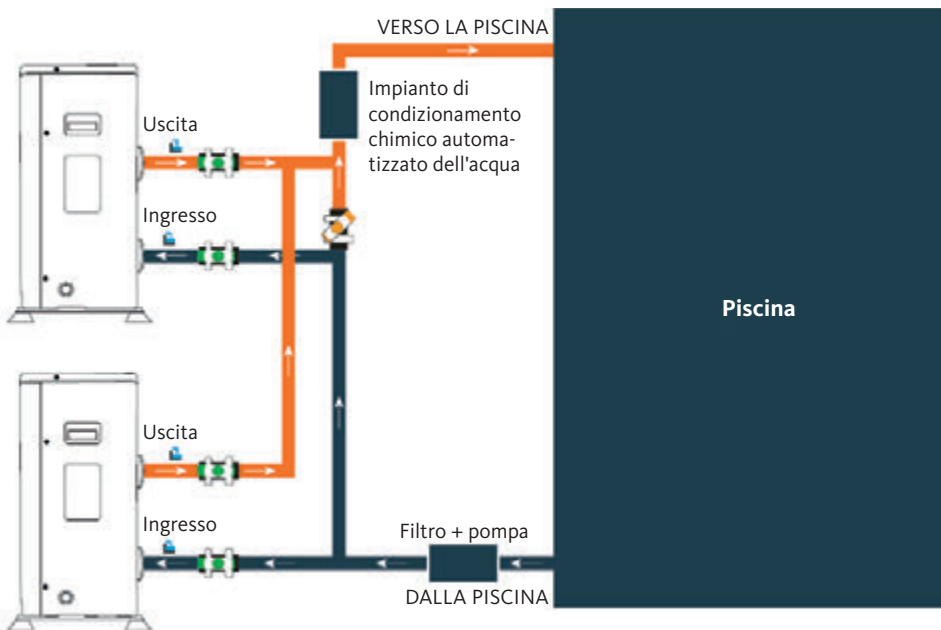 VERSO LA PISCINA
Impianto di
condizionamento
chimico automa-
tizzato dell'acqua
Uscita
Ingresso
Piscina
Uscita
Ingresso
Filtro + pompa
DALLA PISCINA